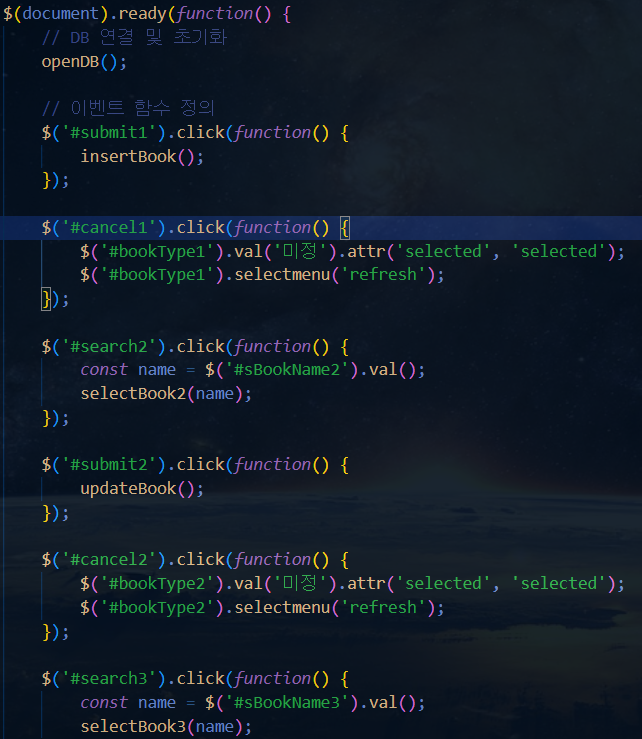 $(document).ready(function() {
// DB 연결 및 초기화
openDB();
// 이벤트 함수 정의
$('#submit1').click(function() {
insertBook();
});
$('#cancel1').click(function() {
$('#bookType1').val('미정').attr('selected', 'selected');
$('#bookType1').selectmenu('refresh');
});
$('#search2').click(function() {
const name = $('#sBookName2').val();
selectBook2(name);
});
$('#submit2').click(function() {
updateBook();
});
$('#cancel2').click(function() {
$('#bookType2').val('미정').attr('selected', 'selected');
$('#bookType2').selectmenu('refresh');
});
$('#search3').click(function() {
const name = $('#sBookName3').val();
selectBook3(name);